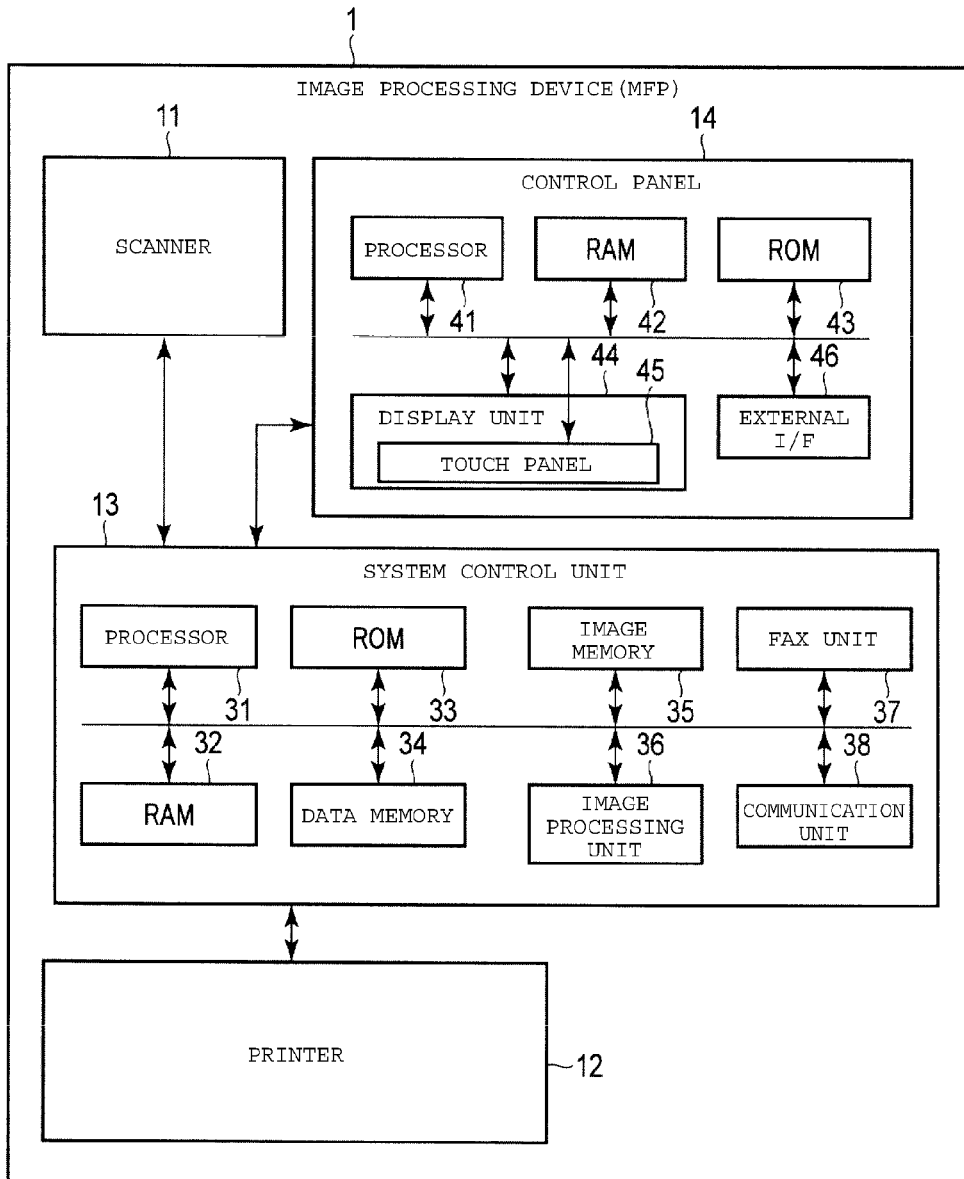 1
IMAGE PROCESSING DEVICE(MFP)
11
14
SCANNER
CONTROL PANEL
PROCESSOR
RAM
ROM
41
42
43
44
45
46
DISPLAY UNIT
TOUCH PANEL
EXTERNAL
I/F
13
SYSTEM CONTROL UNIT
PROCESSOR
ROM
IMAGE
MEMORY
FAX UNIT
31
33
35
37
32
34
36
38
RAM
DATA MEMORY
IMAGE
PROCESSING
UNIT
COMMUNICATION
UNIT
PRINTER
12